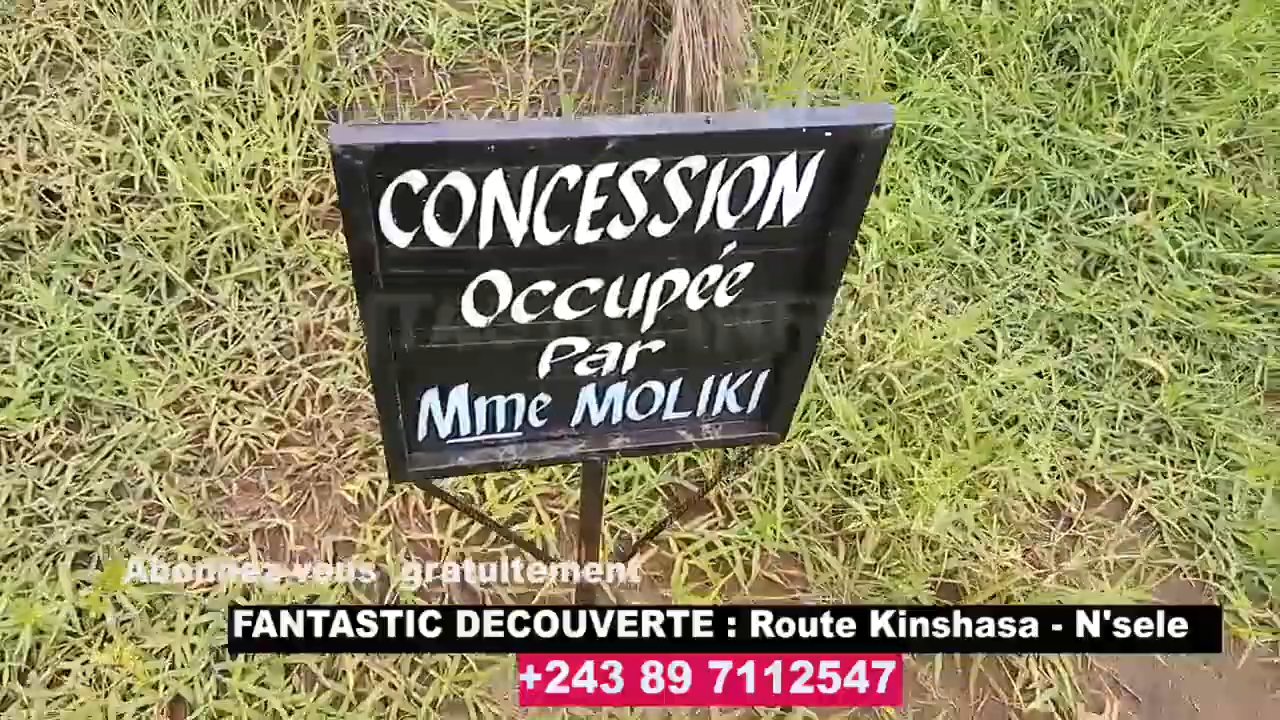 CONCESSION
Occupée
Par
Mme MOLIKI
Abonnez vous gratuitement
FANTASTIC DECOUVERTE : Route Kinshasa - N'sele
+243 89 7112547